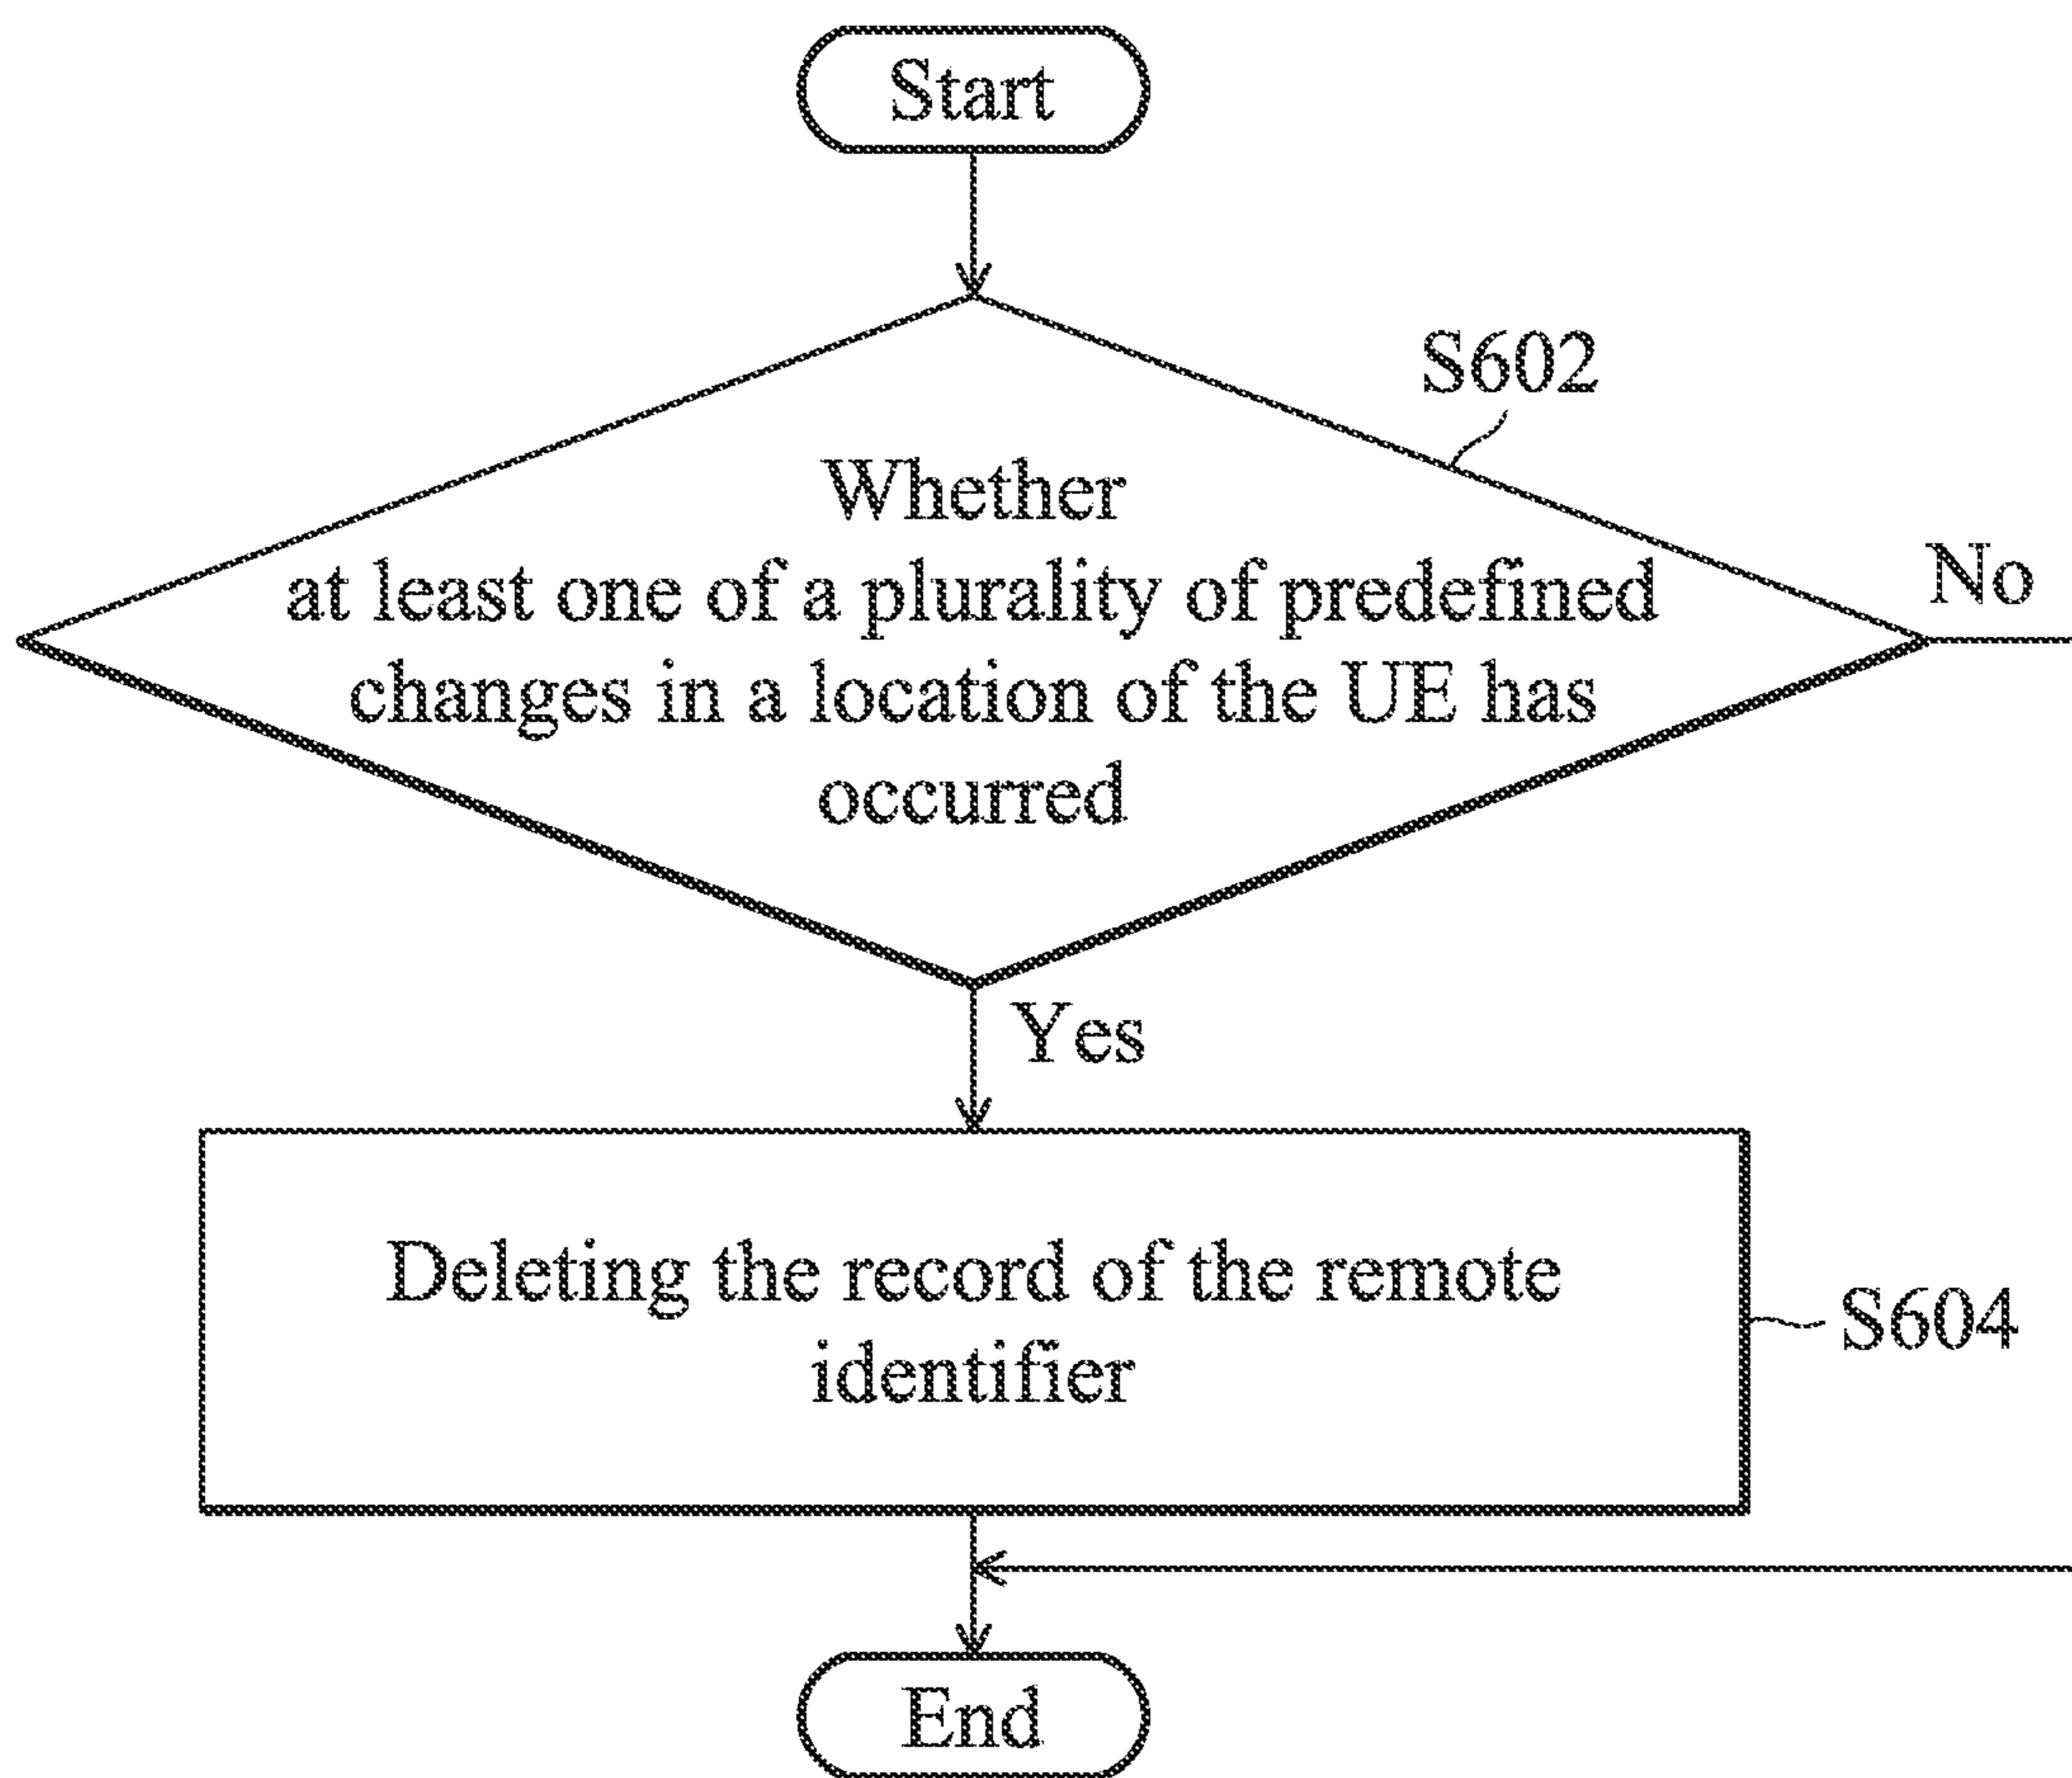 Start
S602
Whether
at least one of a plurality of predefined
changes in a location of the UE has
occurred
No
Yes
Deleting the record of the remote
identifier
S604
End